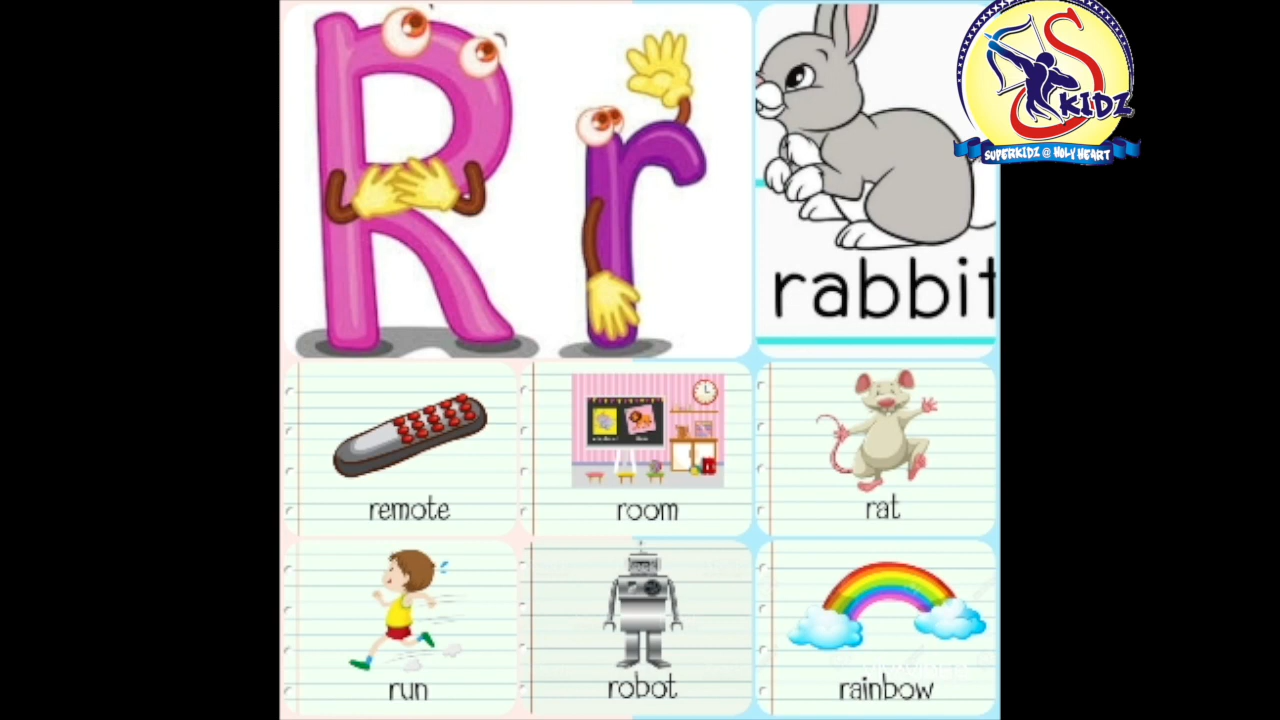 R r
S
KIDZ
SUPERKIDZ @ HOLY HEART
rabbit
remote
room
rat
run
robot
rainbow